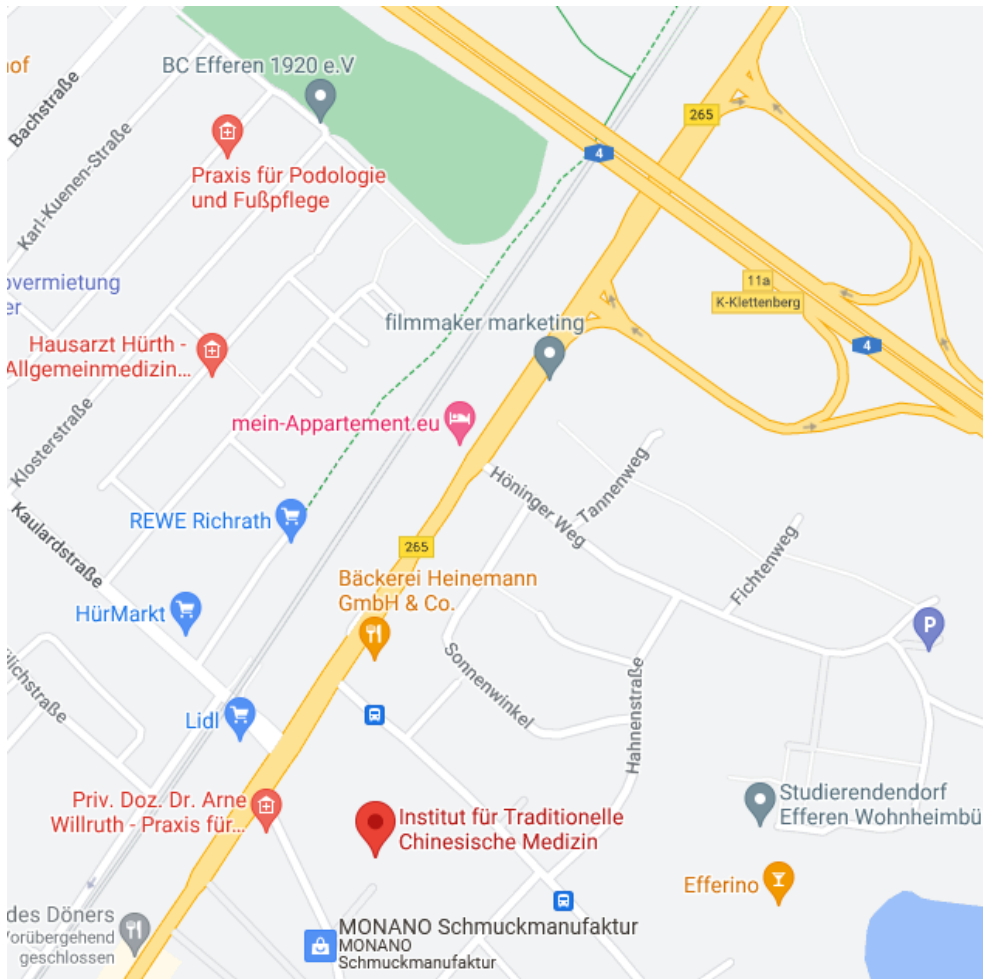 of
Bachstraße
BC Efferen 1920 e.V
265
4
Karl-Kuenen-Straße
Praxis für Podologie
und Fußpflege
overmietung
er
11a
K-Klettenberg
4
filmmaker marketing
Hausarzt Hürth -
Allgemeinmedizin...
mein-Appartement.eu
Klosterstraße
Höninger Weg
Tannenweg
REWE Richrath
Kaulardstraße
265
Fichtenweg
Bäckerei Heinemann
GmbH & Co.
HürMarkt
P
Sonnenwinkel
Hahnenstraße
lichstraße
Lidl
Priv. Doz. Dr. Arne
Willruth - Praxis für...
Institut für Traditionelle
Chinesische Medizin
Studierendendorf
Efferen Wohnheimbü
Efferino
des Döners
Vorübergehend
geschlossen
MONANO Schmuckmanufaktur
MONANO
Schmuckmanufaktur